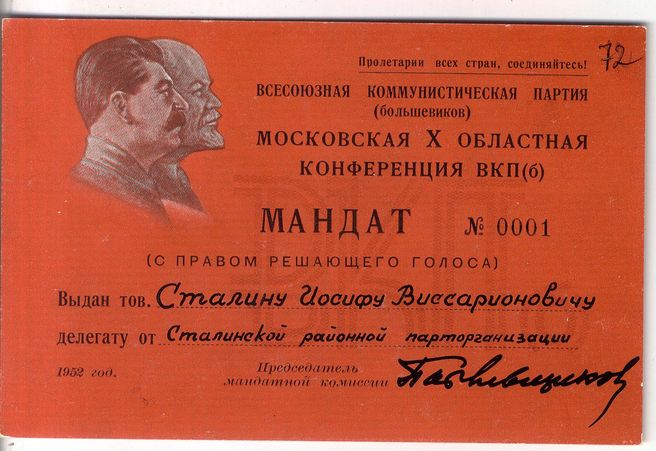 72
Пролетарии всех стран, соединяйтесь!
ВСЕСОЮЗНАЯ КОММУНИСТИЧЕСКАЯ ПАРТИЯ
(большевиков)
МОСКОВСКАЯ X ОБЛАСТНАЯ
КОНФЕРЕНЦИЯ ВКП(б)
МАНДАТ № 0001
(С ПРАВОМ РЕШАЮЩЕГО ГОЛОСА)
Выдан тов. Сталину Иосифу Виссарионовичу
делегату от Сталинской районной парторганизации
1952 год.
Председатель
мандатной комиссии